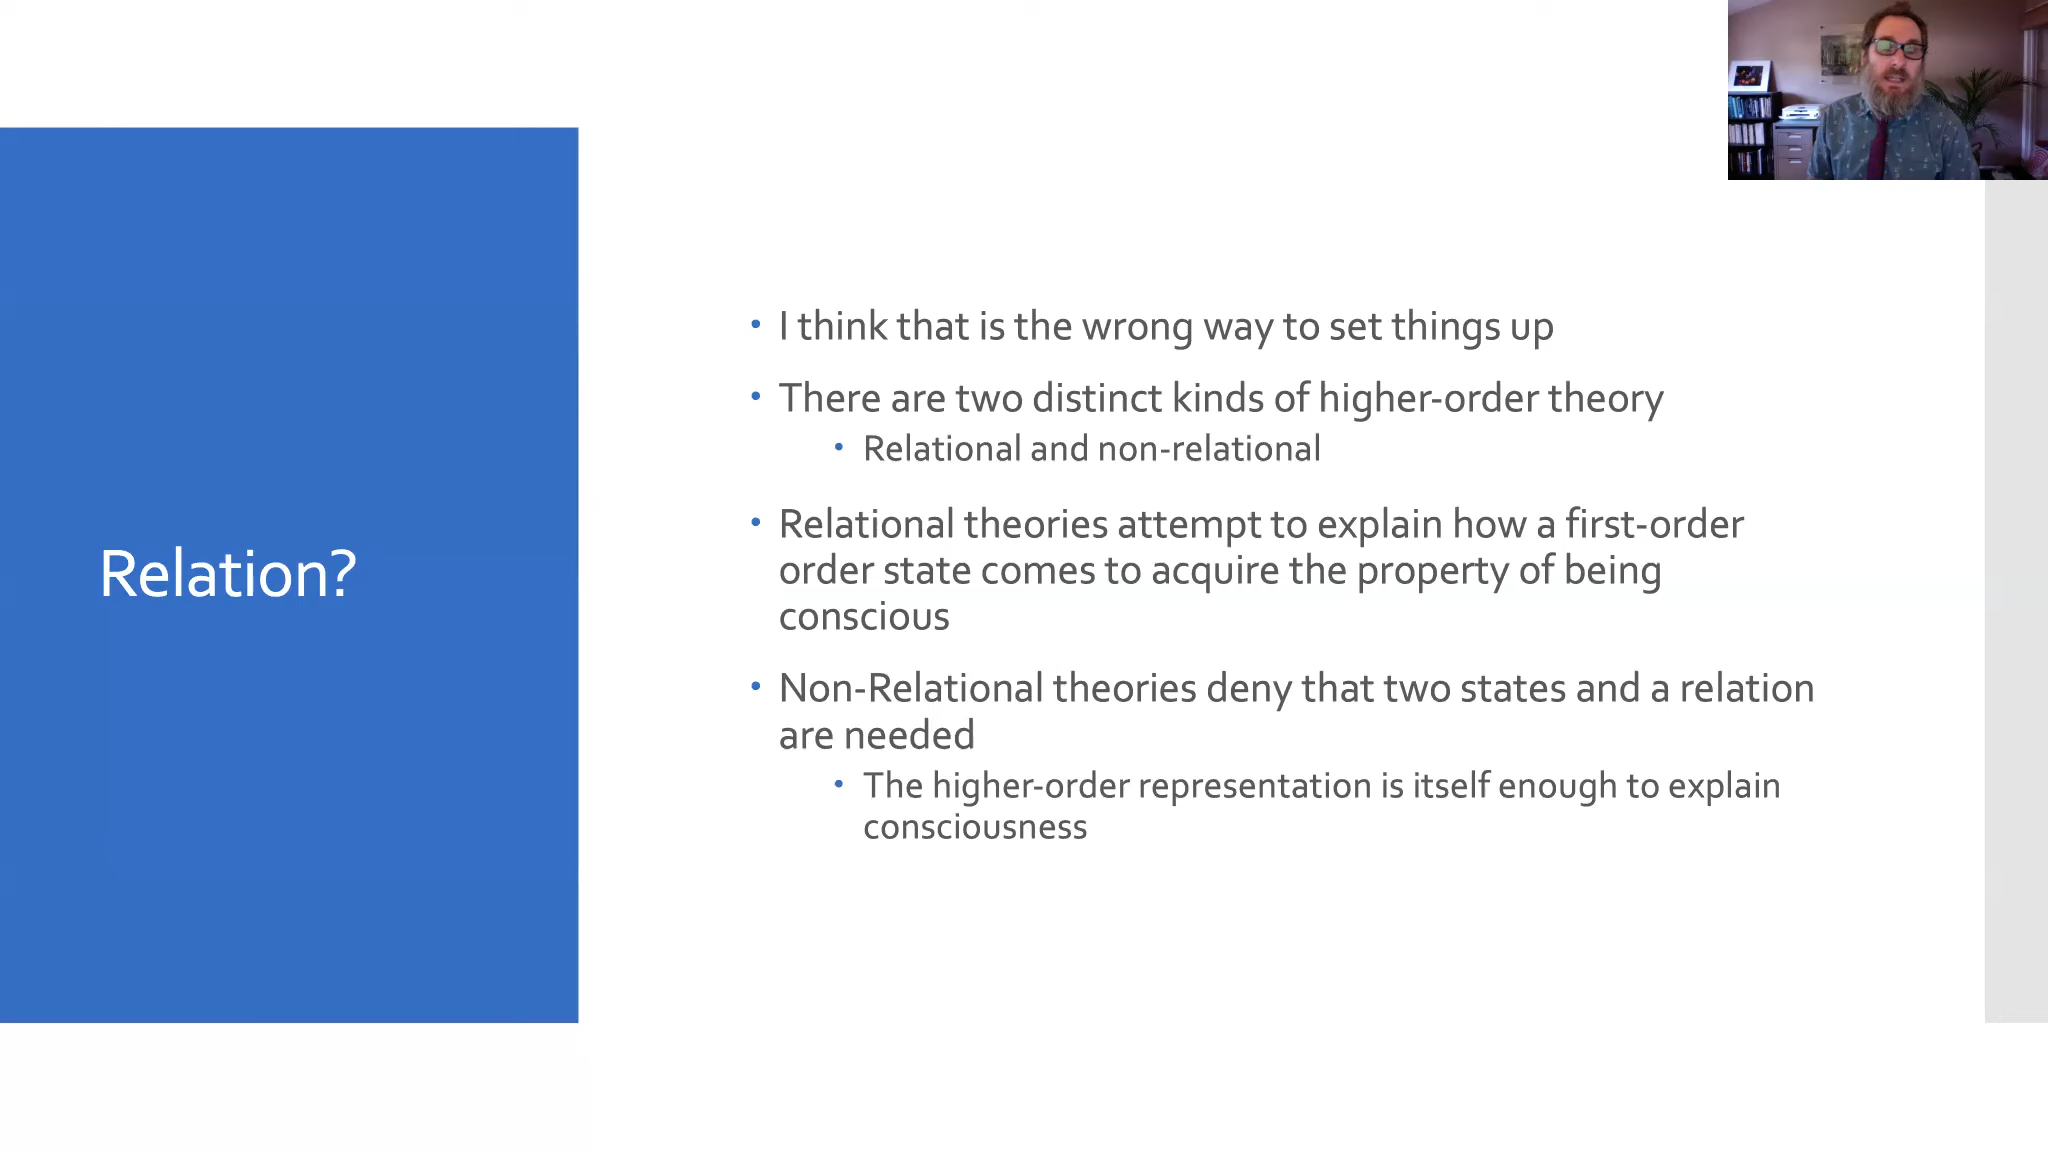 Relation?
• I think that is the wrong way to set things up
• There are two distinct kinds of higher-order theory
• Relational and non-relational
• Relational theories attempt to explain how a first-order
order state comes to acquire the property of being
conscious
• Non-Relational theories deny that two states and a relation
are needed
• The higher-order representation is itself enough to explain
consciousness